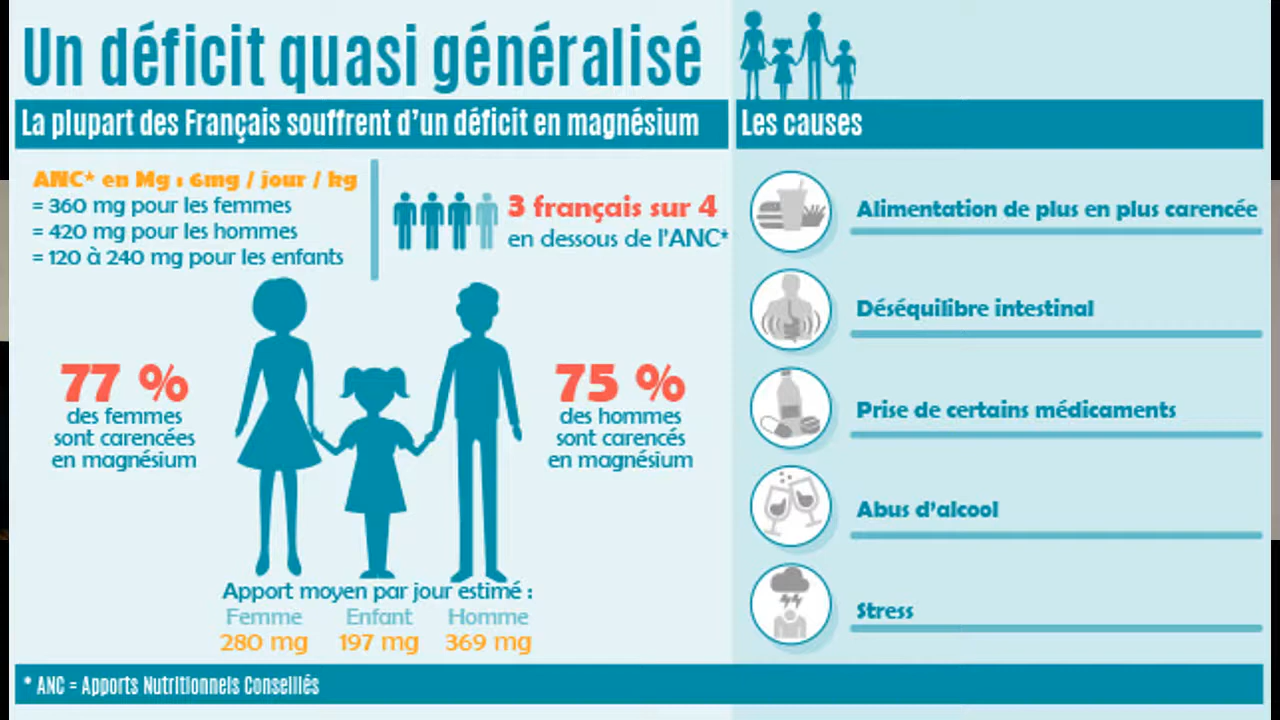 Un déficit quasi généralisé
La plupart des Français souffrent d'un déficit en magnésium
ANC* en Mg : 6mg / jour / kg
= 360 mg pour les femmes
= 420 mg pour les hommes
= 120 à 240 mg pour les enfants
3 français sur 4
en dessous de l'ANC*
77 %
des femmes
sont carencées
en magnésium
75 %
des hommes
sont carencés
en magnésium
Apport moyen par jour estimé :
Femme Enfant Homme
280 mg 197 mg 369 mg
Les causes
Alimentation de plus en plus carencée
Déséquilibre intestinal
Prise de certains médicaments
Abus d'alcool
Stress
* ANC = Apports Nutritionnels Conseillés